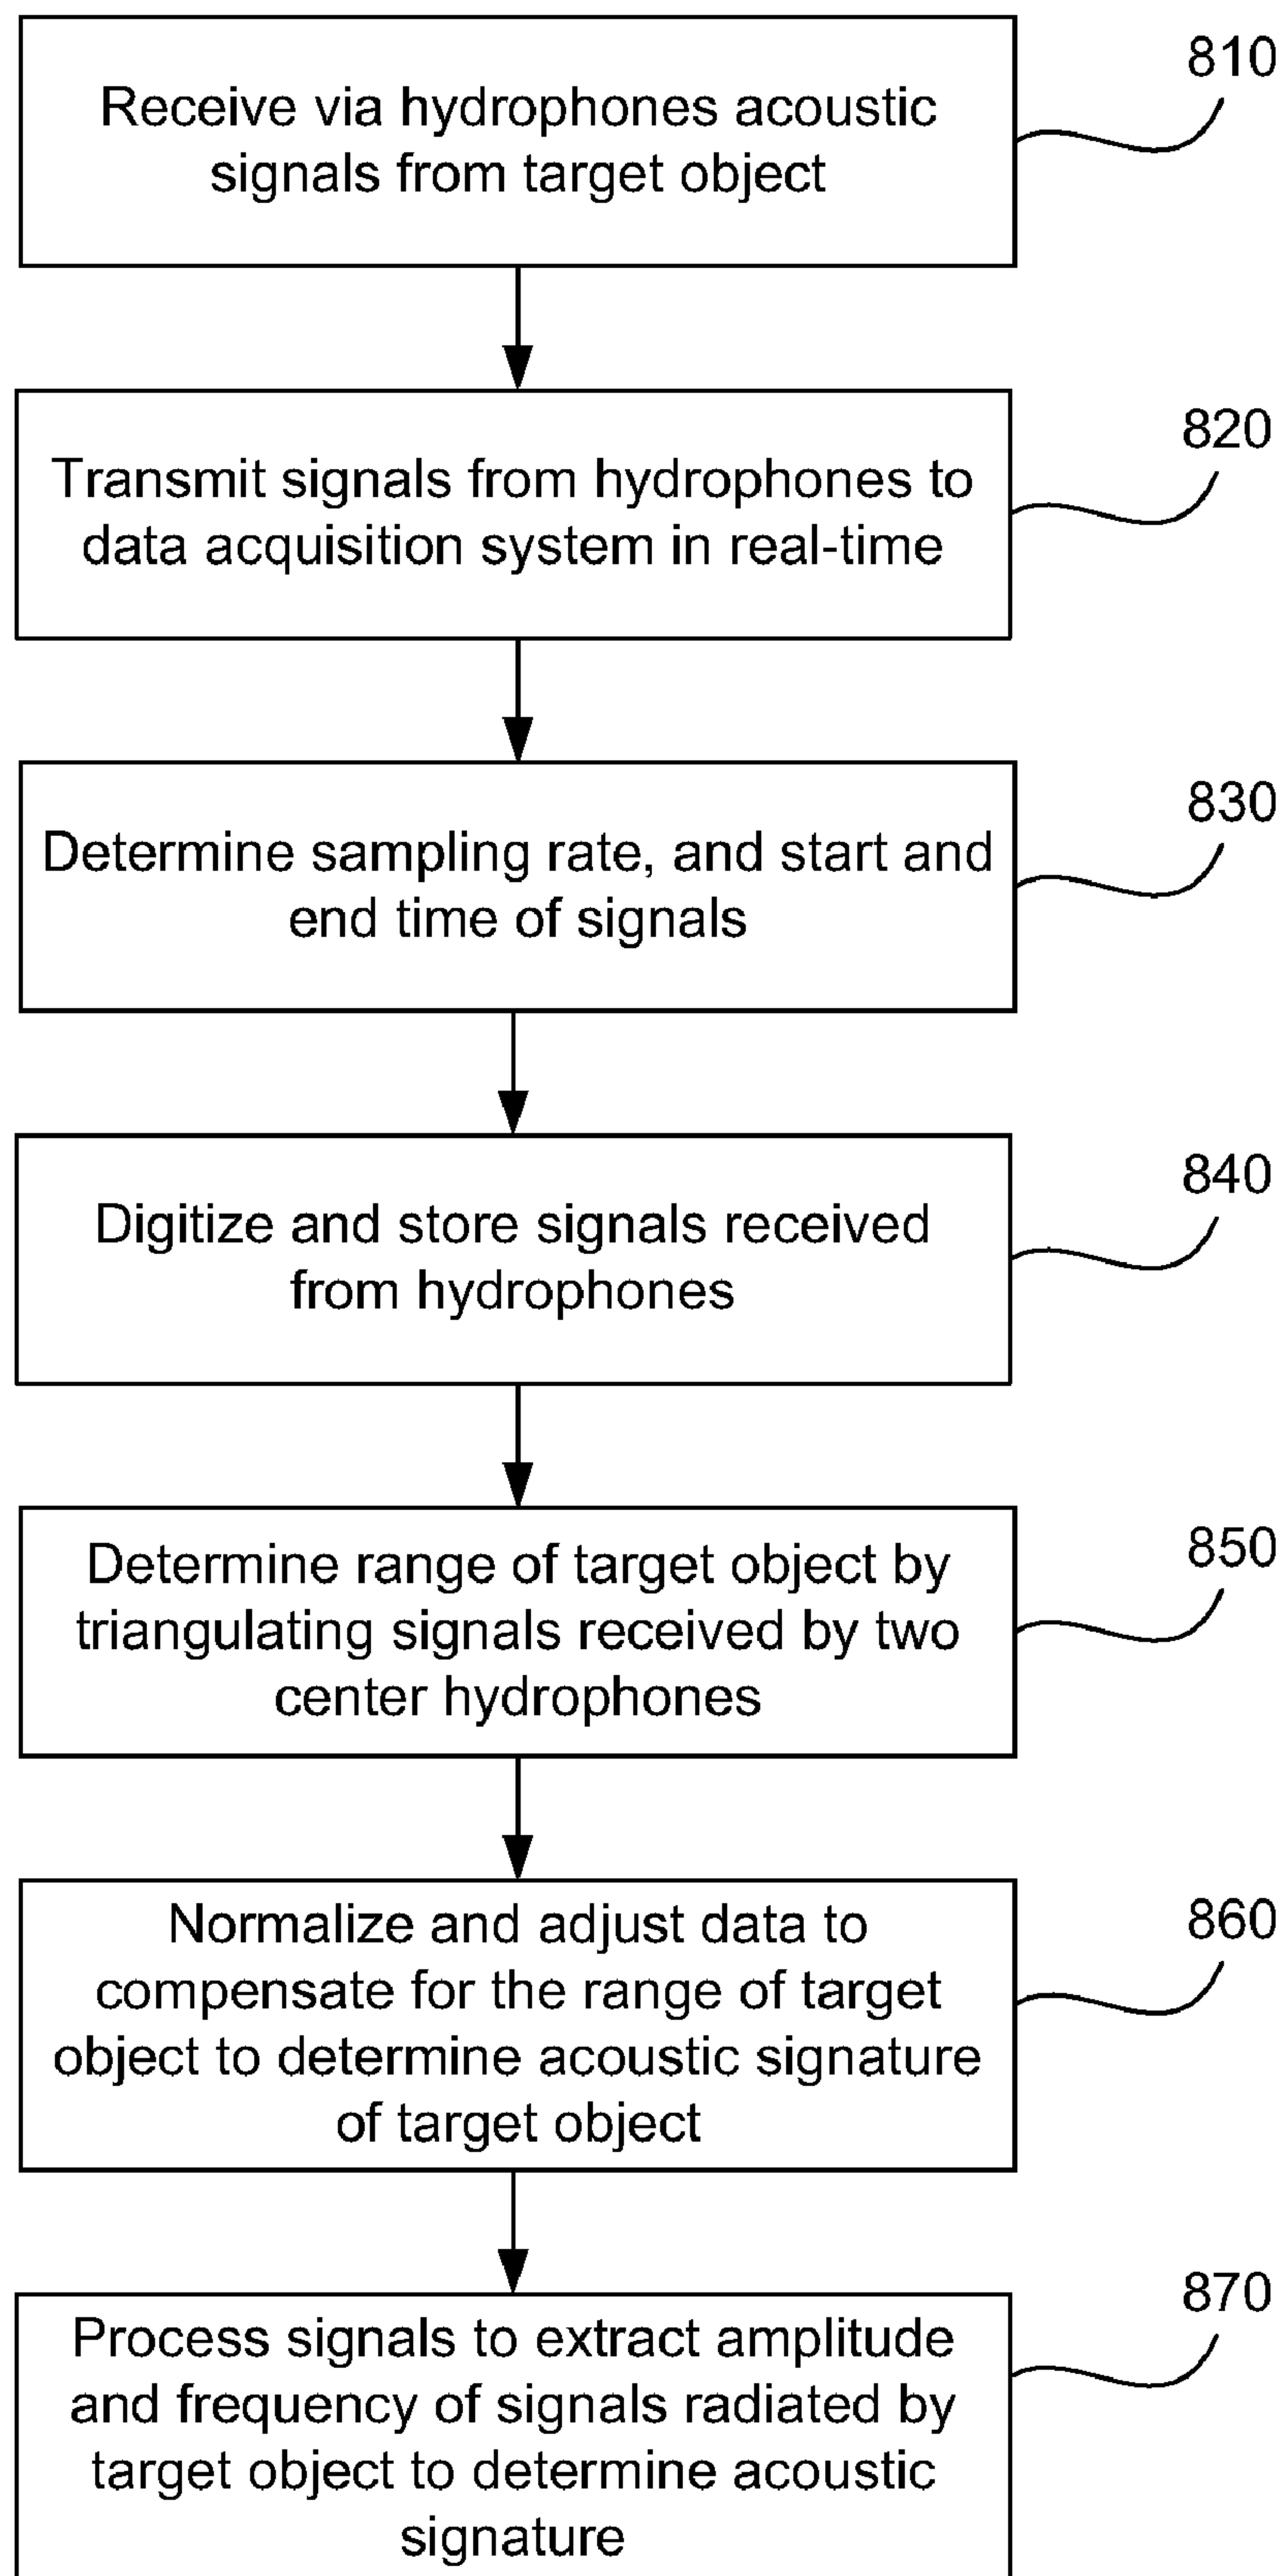 Receive via hydrophones acoustic
signals from target object
810
Transmit signals from hydrophones to
data acquisition system in real-time
820
Determine sampling rate, and start and
end time of signals
830
Digitize and store signals received
from hydrophones
840
Determine range of target object by
triangulating signals received by two
center hydrophones
850
Normalize and adjust data to
compensate for the range of target
object to determine acoustic signature
of target object
860
Process signals to extract amplitude
and frequency of signals radiated by
target object to determine acoustic
signature
870